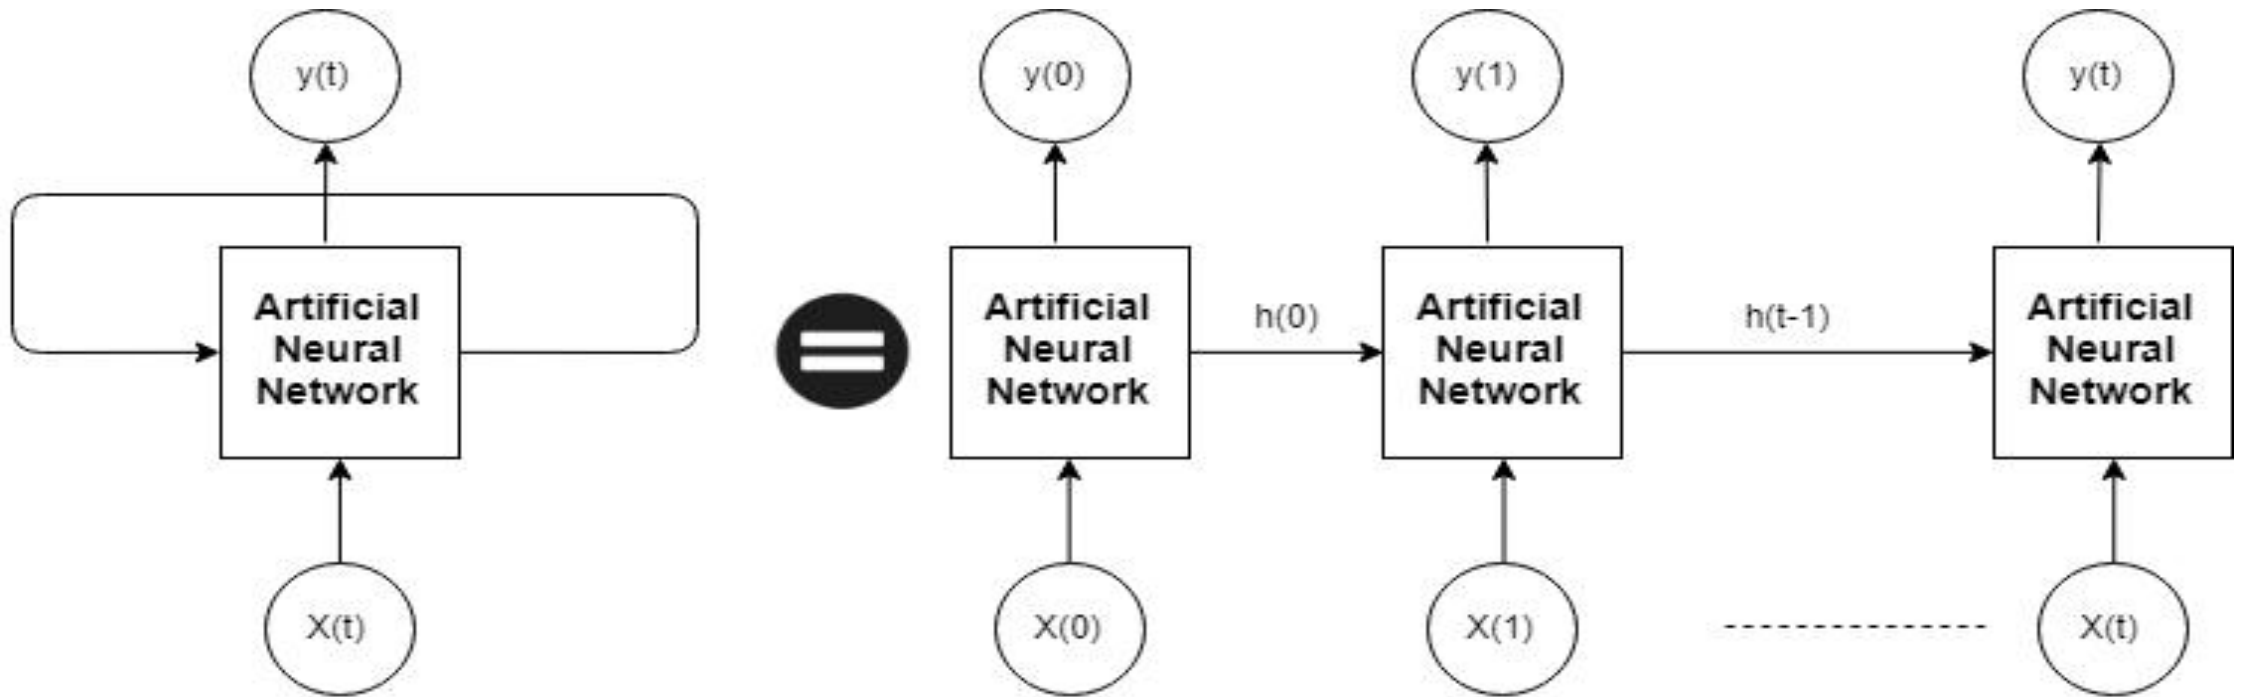 y(t)
y(0)
y(1)
y(t)
Artificial
Neural
Network
Artificial
Neural
Network
h(0)
Artificial
Neural
Network
h(t-1)
Artificial
Neural
Network
X(t)
X(0)
X(1)
X(t)